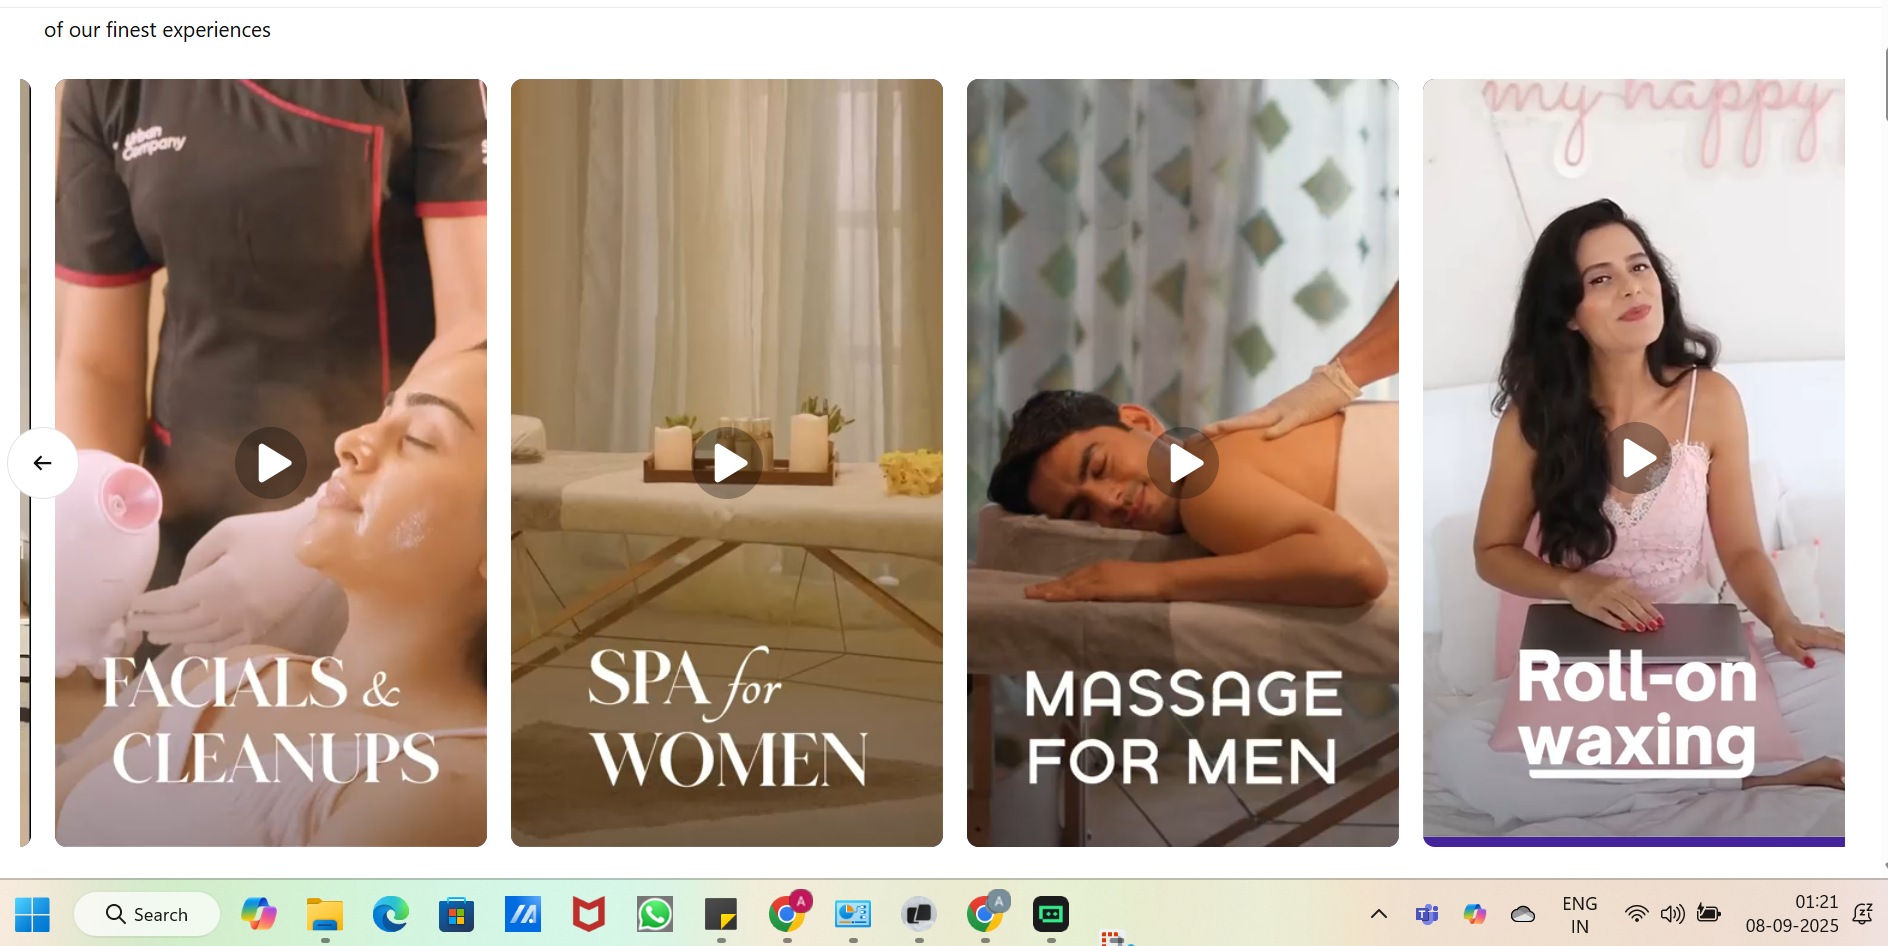 of our finest experiences
Urban
Company
FACIALS &
CLEANUPS
SPA for
WOMEN
MASSAGE
FOR MEN
my happy
Roll-on
waxing
Search
A
A
ENG
IN
01:21
08-09-2025